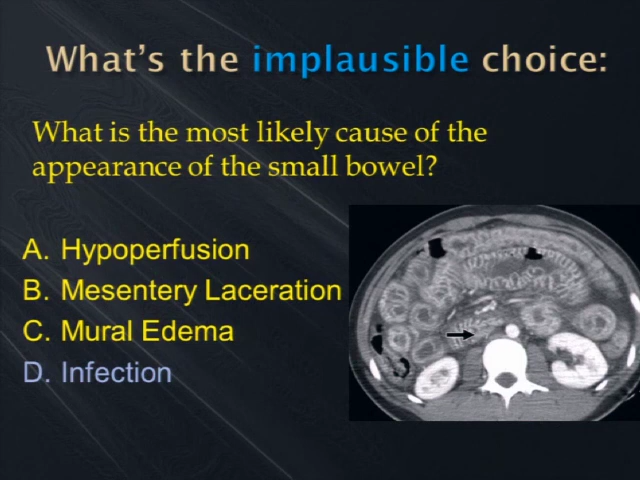 What's the implausible choice:
What is the most likely cause of the
appearance of the small bowel?
A. Hypoperfusion
B. Mesentery Laceration
C. Mural Edema
D. Infection